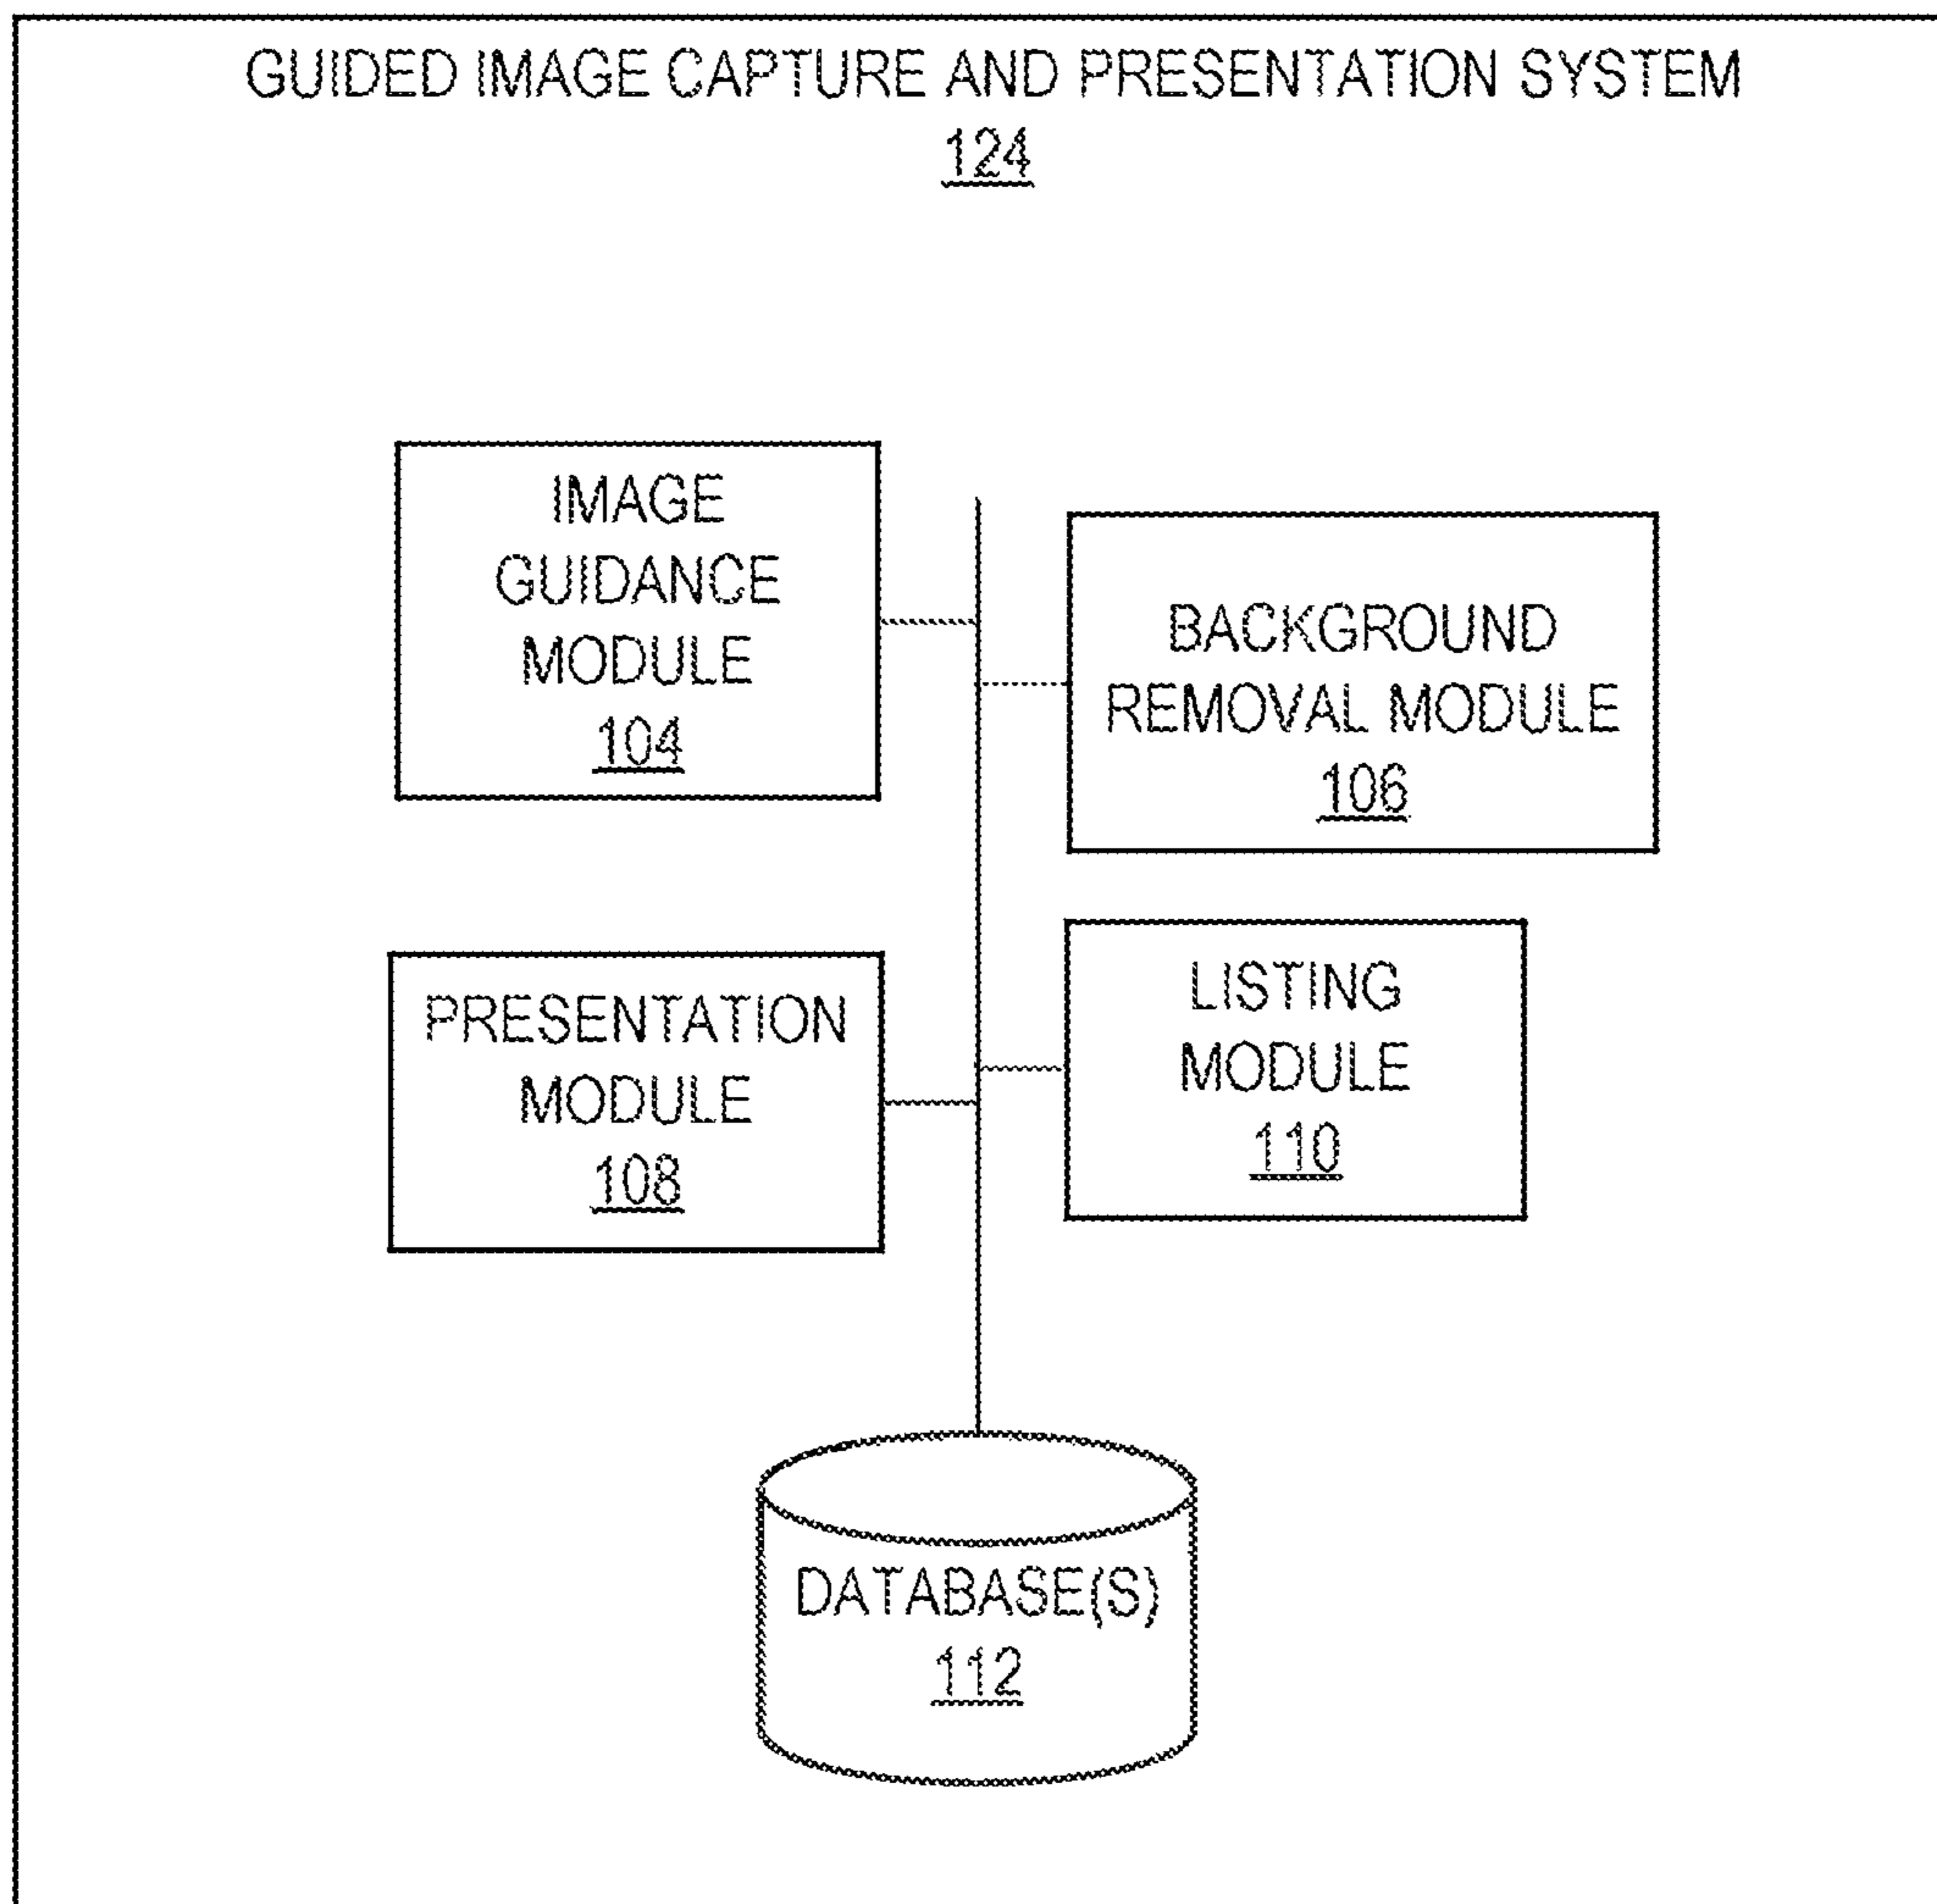 GUIDED IMAGE CAPTURE AND PRESENTATION SYSTEM
124
IMAGE
GUIDANCE
MODULE
104
BACKGROUND
REMOVAL MODULE
106
PRESENTATION
MODULE
108
LISTING
MODULE
110
DATABASE(S)
112